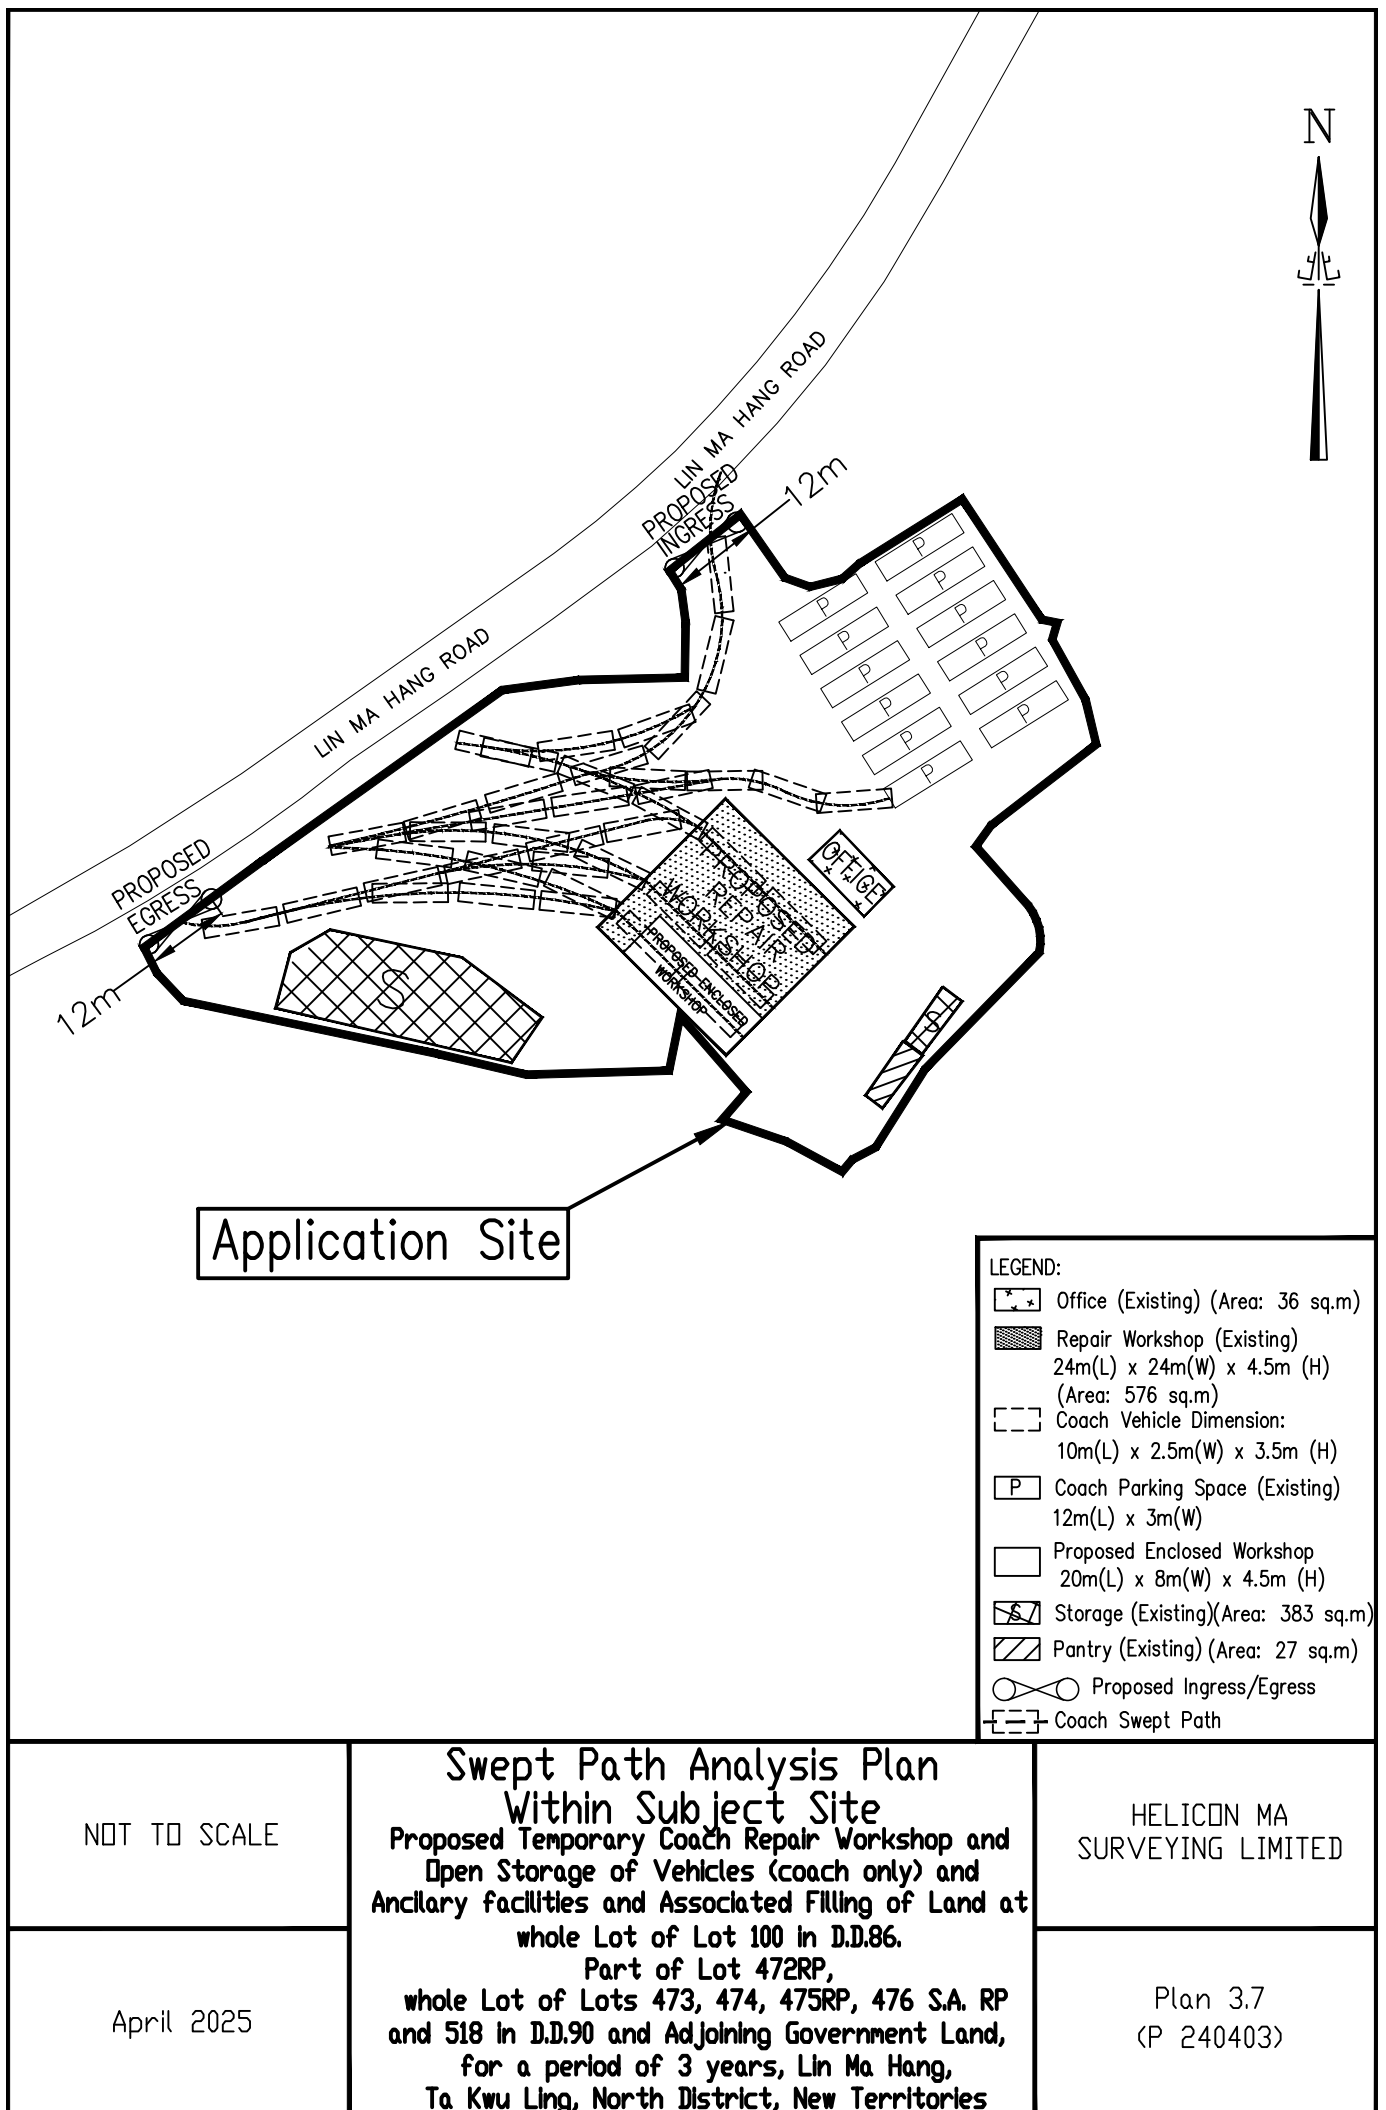 N
LIN MA HANG ROAD
PROPOSED
INGRESS
12m
LIN MA HANG ROAD
P
P
P
P
P
P
P
P
P
P
P
P
PROPOSED
EGRESS
12m
S
PROPOSED
REPAIR
WORKSHOP
PROPOSED ENCLOSED
WORKSHOP
OFFICE
S
Application Site
LEGEND:
Office (Existing) (Area: 36 sq.m)
Repair Workshop (Existing)
24m(L) x 24m(W) x 4.5m (H)
(Area: 576 sq.m)
Coach Vehicle Dimension:
10m(L) x 2.5m(W) x 3.5m (H)
P Coach Parking Space (Existing)
12m(L) x 3m(W)
Proposed Enclosed Workshop
20m(L) x 8m(W) x 4.5m (H)
S Storage (Existing)(Area: 383 sq.m)
Pantry (Existing) (Area: 27 sq.m)
Proposed Ingress/Egress
Coach Swept Path
NOT TO SCALE
April 2025
Swept Path Analysis Plan
Within Subject Site
Proposed Temporary Coach Repair Workshop and
Open Storage of Vehicles (coach only) and
Ancilary facilities and Associated Filling of Land at
whole Lot of Lot 100 in D.D.86.
Part of Lot 472RP,
whole Lot of Lots 473, 474, 475RP, 476 S.A. RP
and 518 in D.D.90 and Adjoining Government Land,
for a period of 3 years, Lin Ma Hang,
Ta Kwu Ling, North District, New Territories
HELICON MA
SURVEYING LIMITED
Plan 3.7
(P 240403)